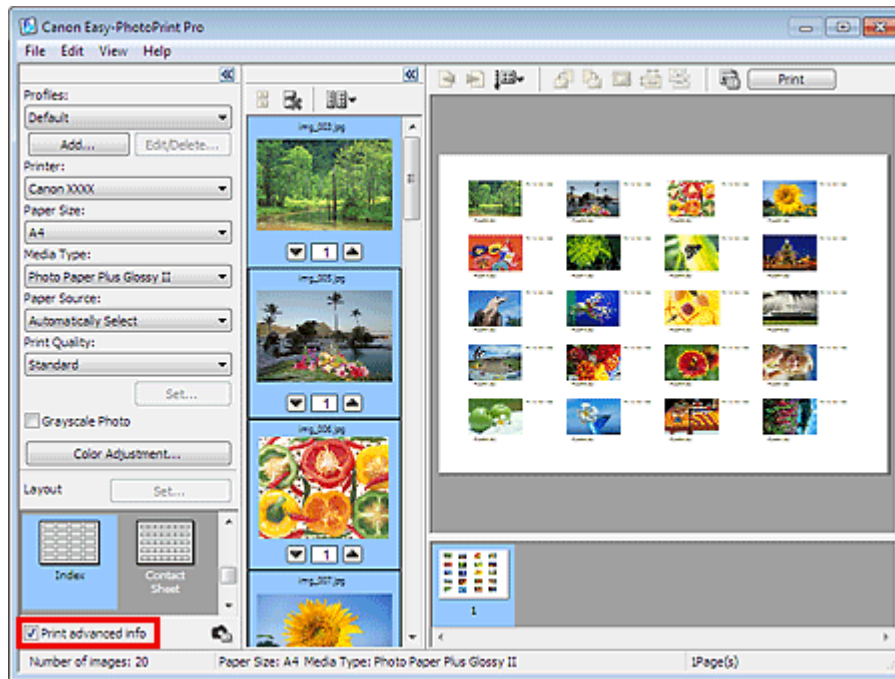 Canon Easy-PhotoPrint Pro
File Edit View Help
Profiles:
Default
Add... Edit/Delete...
Printer:
Canon XXXX
Paper Size:
A4
Media Type:
Photo Paper Plus Glossy II
Paper Source:
Automatically Select
Print Quality:
Standard
Set...
Grayscale Photo
Color Adjustment...
Layout Set...
Index
Contact Sheet
Print advanced info
img_003.jpg
1
img_005.jpg
1
img_006.jpg
1
img_007.jpg
Print
1
Number of images: 20 Paper Size: A4 Media Type: Photo Paper Plus Glossy II 1Page(s)